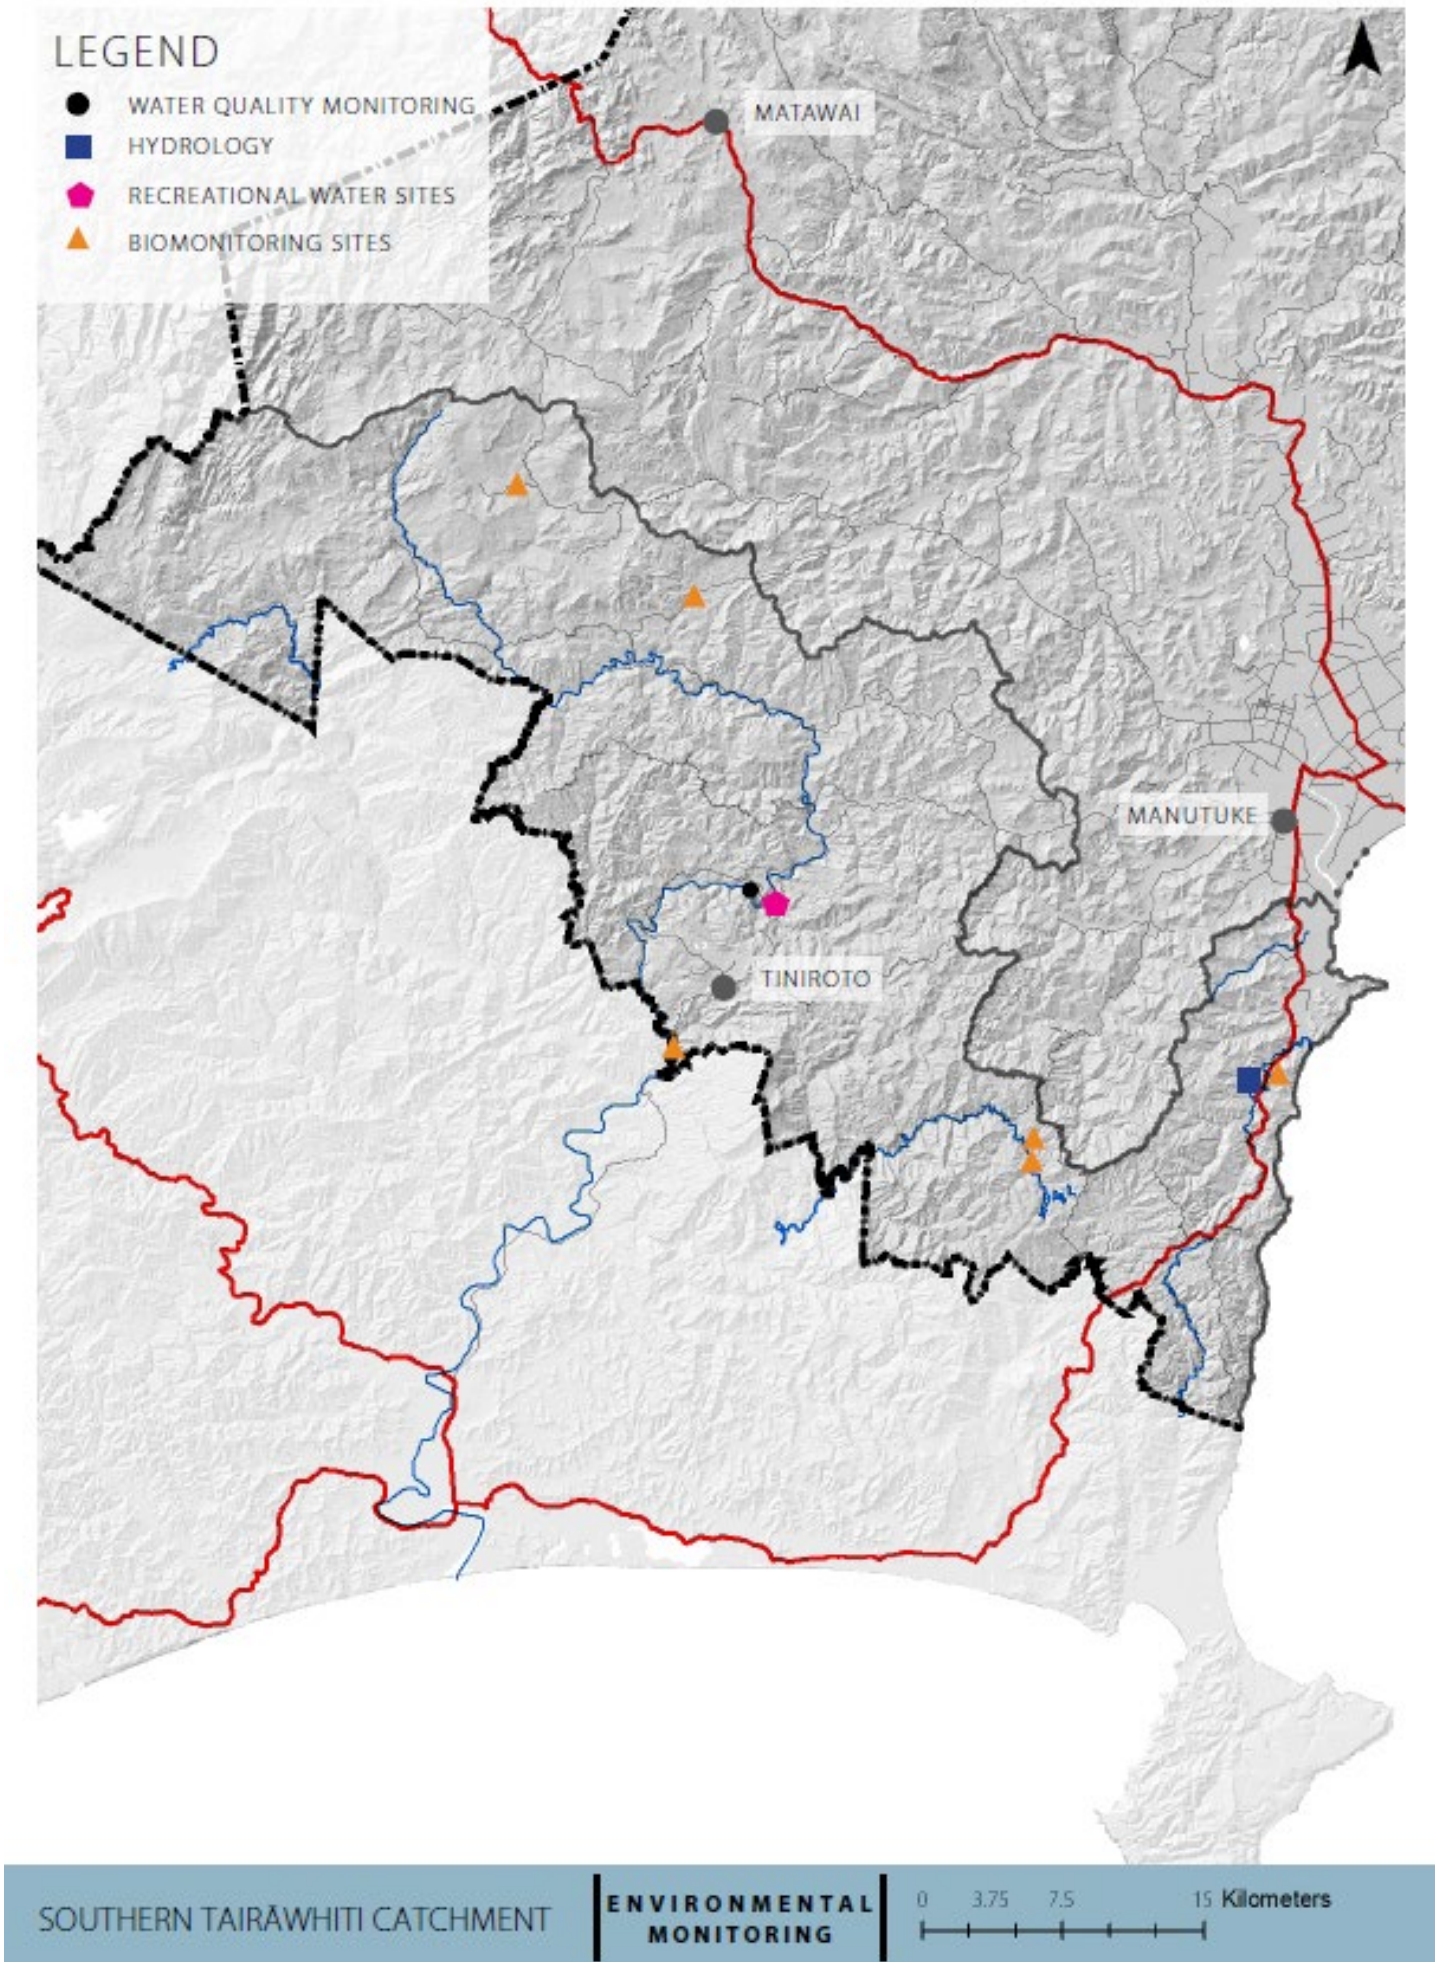 LEGEND
WATER QUALITY MONITORING
HYDROLOGY
RECREATIONAL WATER SITES
BIOMONITORING SITES
MATAWAI
MANUTUKE
TINIROTO
SOUTHERN TAIRĀWHITI CATCHMENT
ENVIRONMENTAL
MONITORING
0 3.75 7.5 15 Kilometers